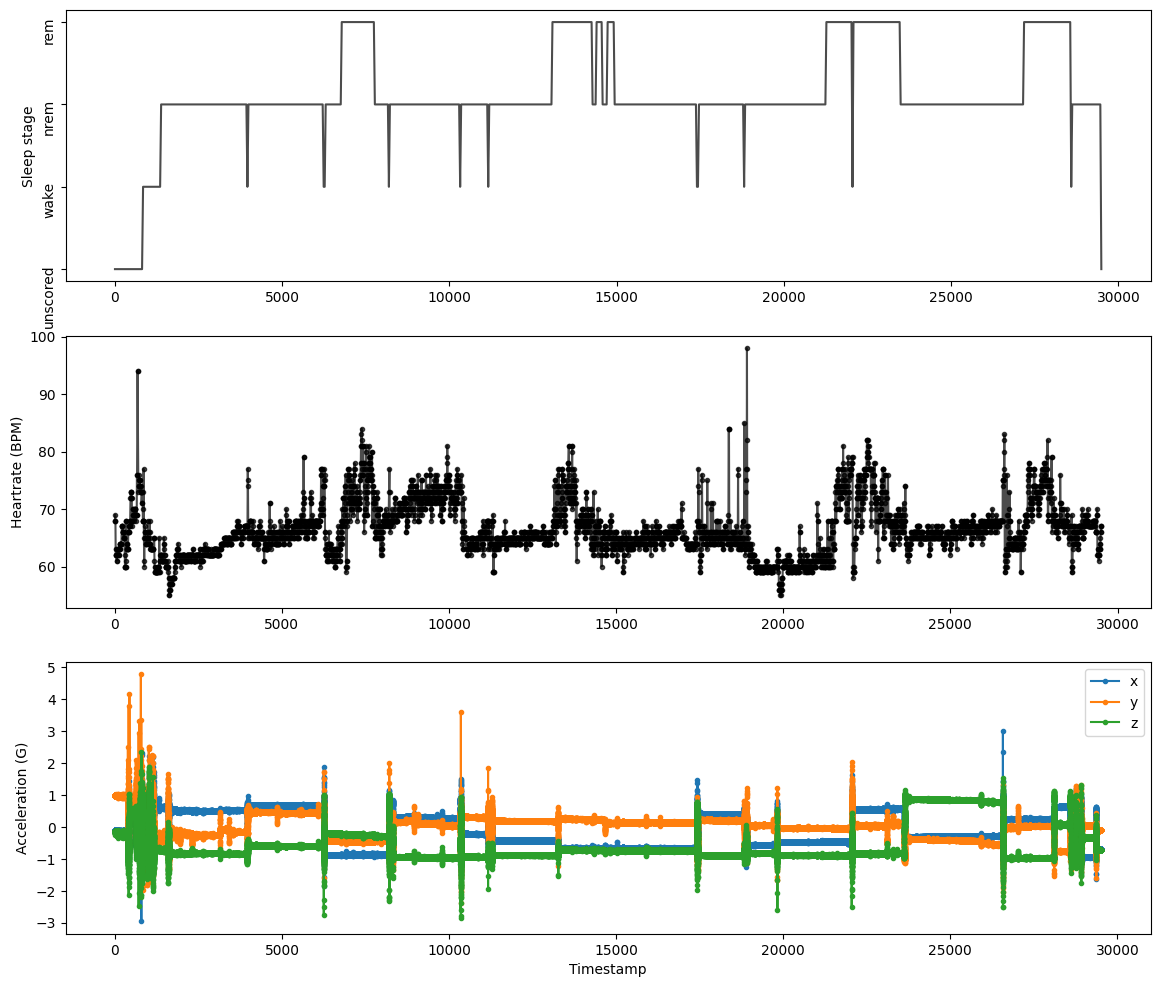 rem
nrem
wake
unscored
Sleep stage
0 5000 10000 15000 20000 25000 30000
100
90
80
70
60
Heartrate (BPM)
0 5000 10000 15000 20000 25000 30000
5
4
3
2
1
0
−1
−2
−3
Acceleration (G)
x
y
z
0 5000 10000 15000 20000 25000 30000
Timestamp